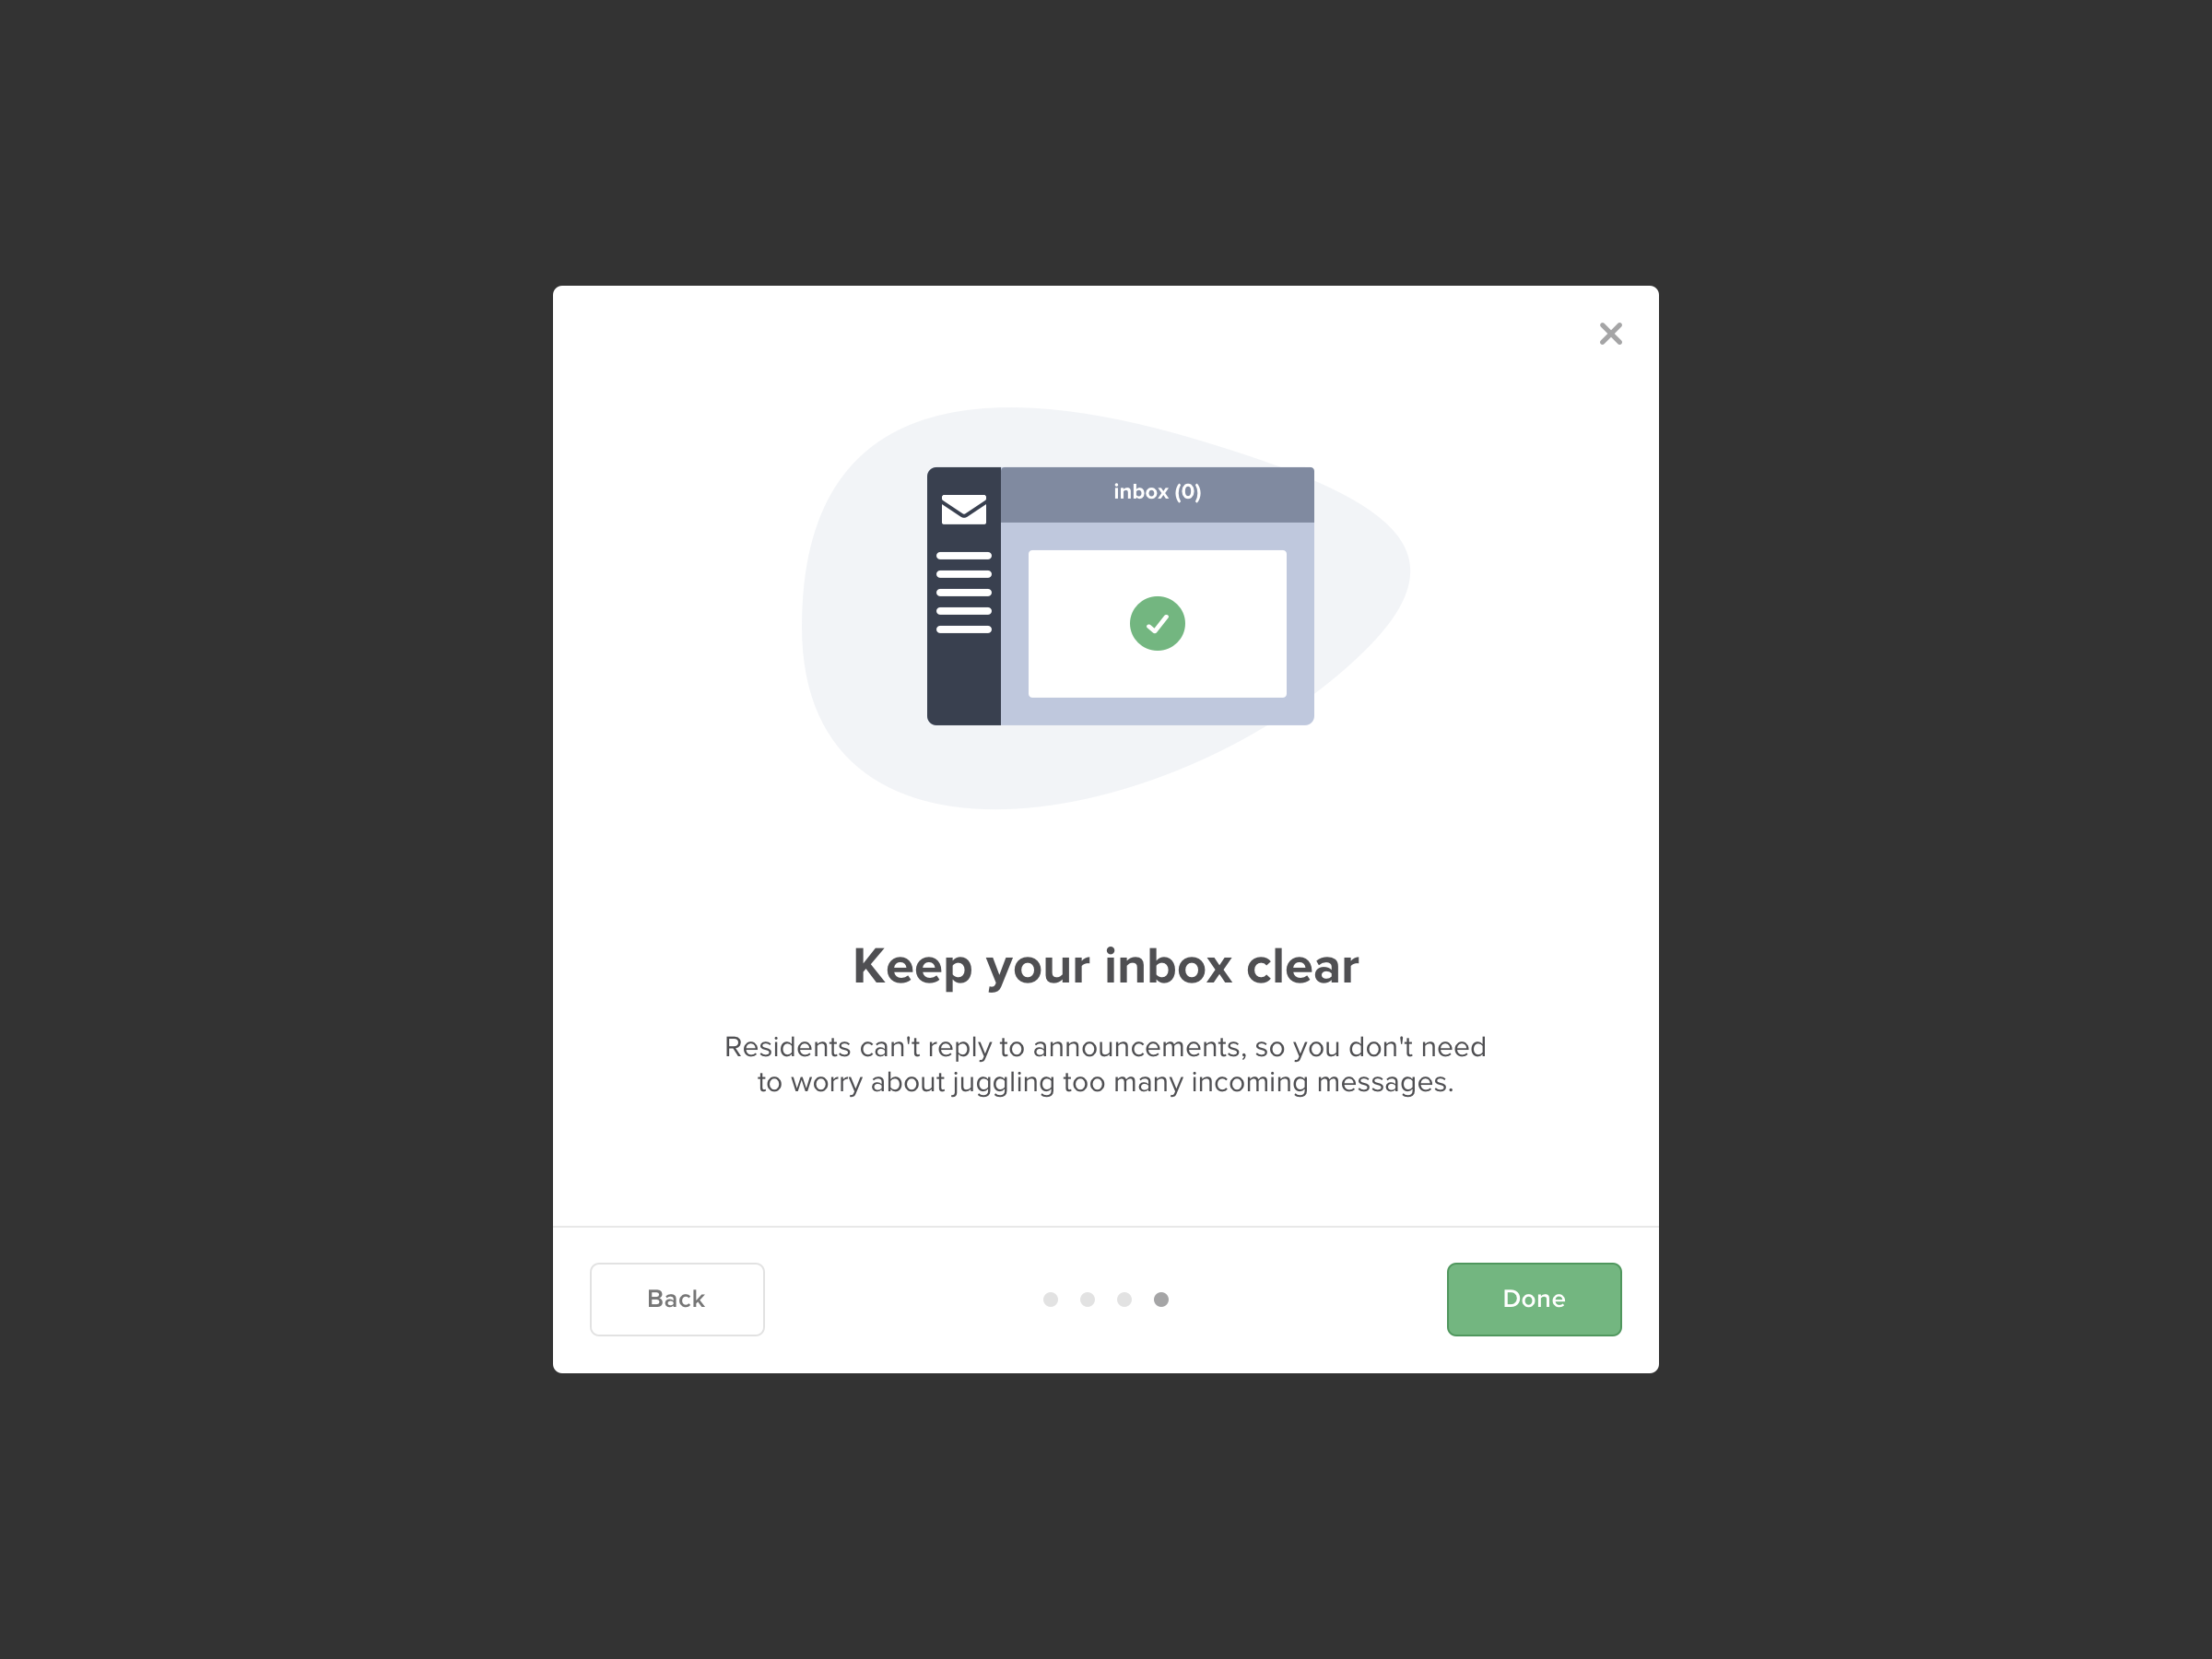 inbox (0)
Keep your inbox clear
Residents can't reply to announcements, so you don't need
to worry about juggling too many incoming messages.
Back
Done